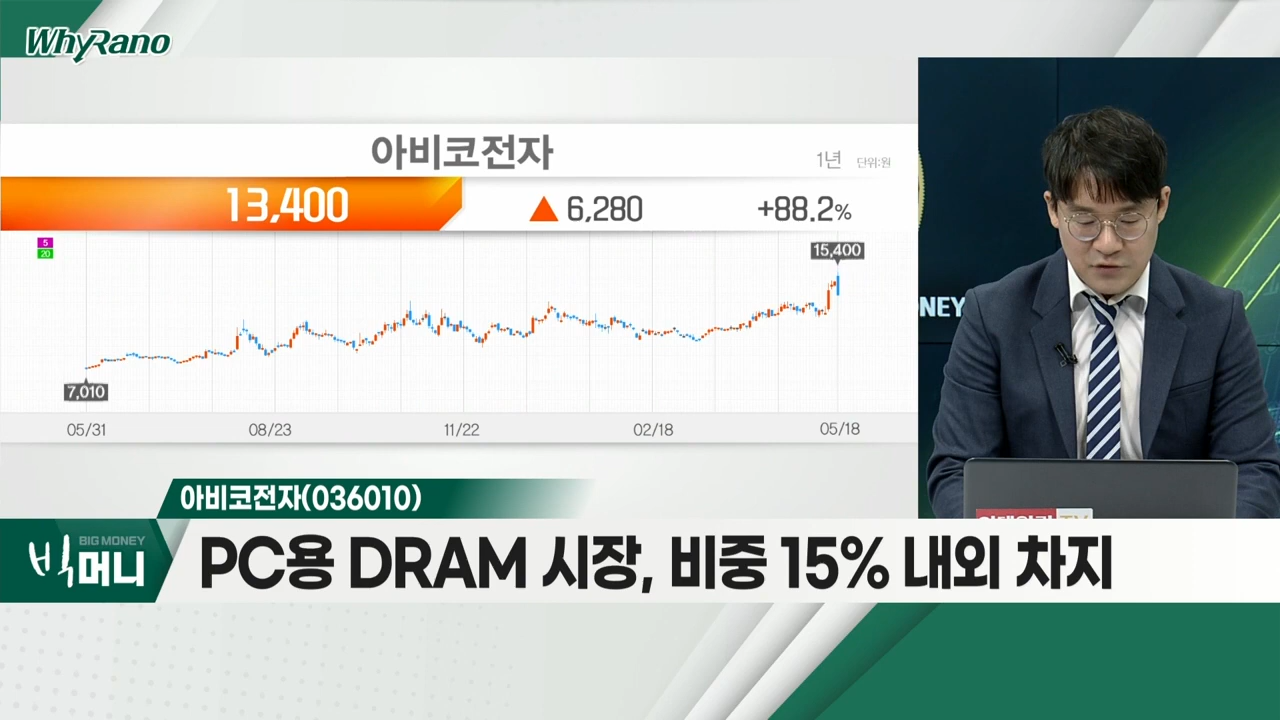 WhyRano
아비코전자
1년 단위:원
13,400 ▲ 6,280 +88.2%
5
20
15,400
7,010
05/31 08/23 11/22 02/18 05/18
ONEY
아비코전자(036010)
BIG MONEY
빅머니
PC용 DRAM 시장, 비중 15% 내외 차지